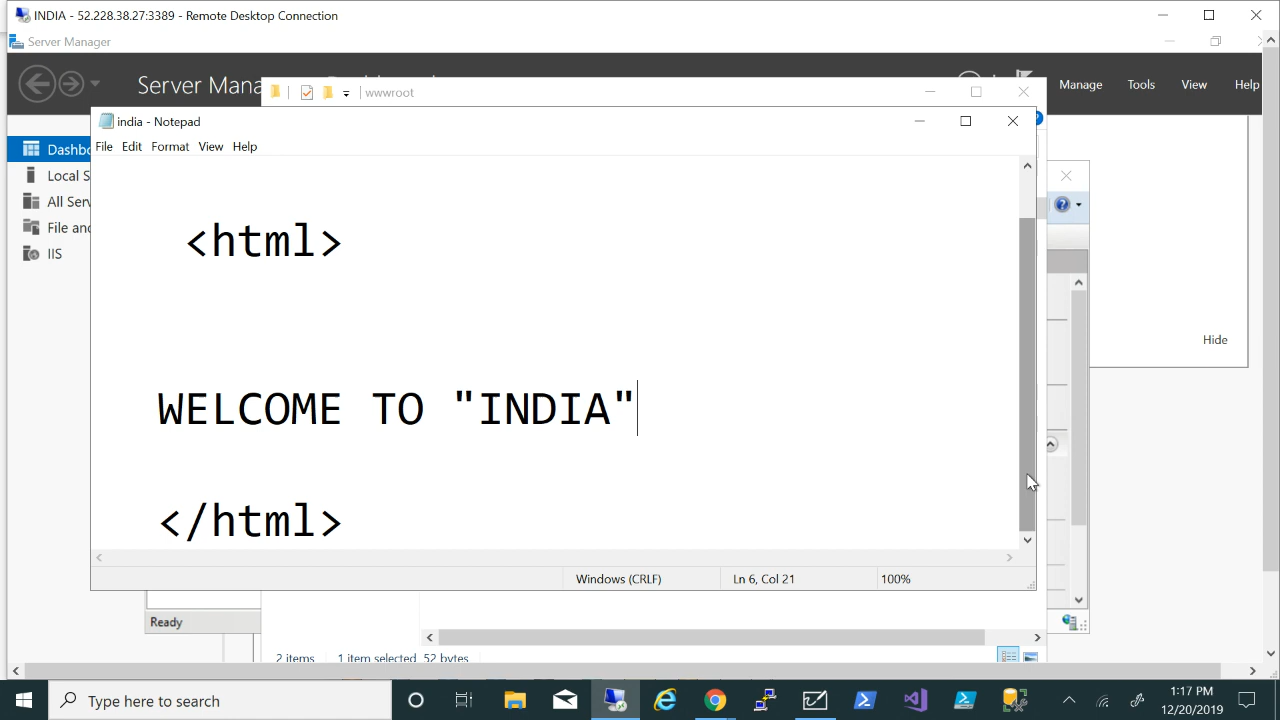 INDIA - 52.228.38.27:3389 - Remote Desktop Connection
Server Manager
Server Mana
wwwroot
Manage Tools View Help
india - Notepad
File Edit Format View Help
Dashbo
Local S
All Serv
File and
IIS
<html>
WELCOME TO "INDIA"
</html>
Hide
Windows (CRLF) Ln 6, Col 21 100%
Ready
2 items 1 item selected 52 bytes
Type here to search
1:17 PM
12/20/2019